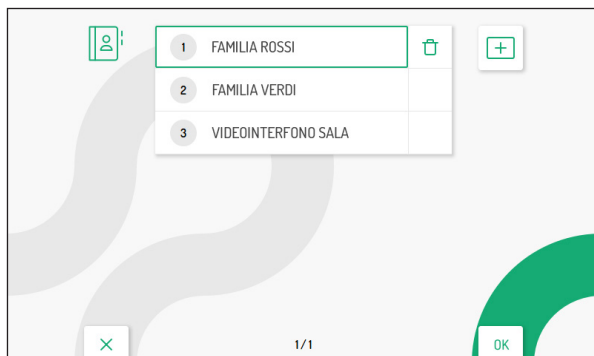 1 FAMILIA ROSSI
2 FAMILIA VERDI
3 VIDEOINTERFONO SALA
1/1
OK